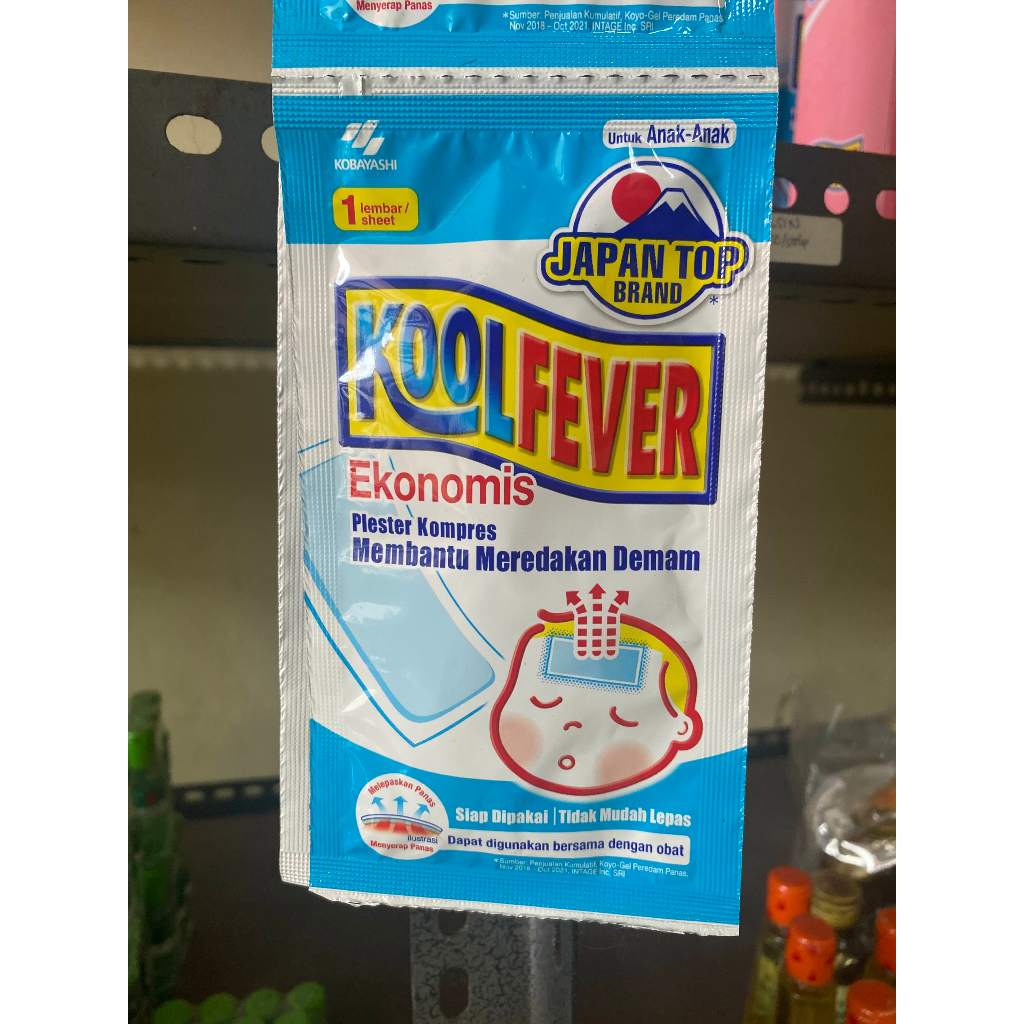 Menyerap Panas
*Sumber: Penjualan Kumulatif, Koyo-Gel Peredam Panas,
Nov 2018 - Oct 2021, INTAGE Inc. SRI
KOBAYASHI
Untuk Anak-Anak
1 lembar/
sheet
JAPAN TOP
BRAND *
KOOLFEVER
Ekonomis
Plester Kompres
Membantu Meredakan Demam
Melepaskan Panas
ilustrasi
Menyerap Panas
Siap Dipakai | Tidak Mudah Lepas
Dapat digunakan bersama dengan obat
*Sumber: Penjualan Kumulatif, Koyo-Gel Peredam Panas,
Nov 2018 - Oct 2021, INTAGE Inc. SRI